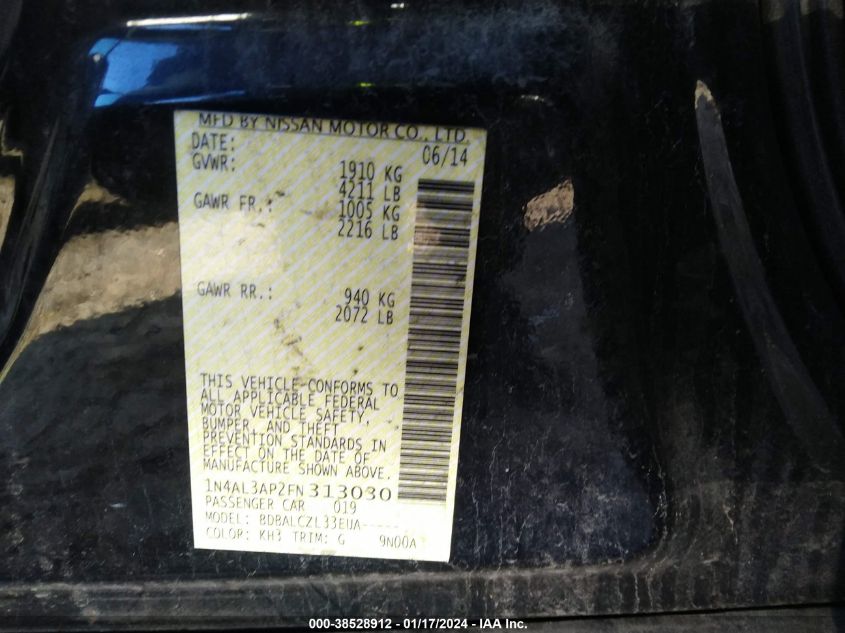 MFD BY NISSAN MOTOR CO., LTD.
DATE: 06/14
GVWR: 1910 KG
4211 LB
GAWR FR.: 1005 KG
2216 LB
GAWR RR.: 940 KG
2072 LB
THIS VEHICLE CONFORMS TO
ALL APPLICABLE FEDERAL
MOTOR VEHICLE SAFETY,
BUMPER, AND THEFT
PREVENTION STANDARDS IN
EFFECT ON THE DATE OF
MANUFACTURE SHOWN ABOVE.
1N4AL3AP2FN313030
PASSENGER CAR 019
MODEL: BDBALCZL33EUA-----
COLOR: KH3 TRIM: G 9N00A
000-38528912 - 01/17/2024 - IAA Inc.